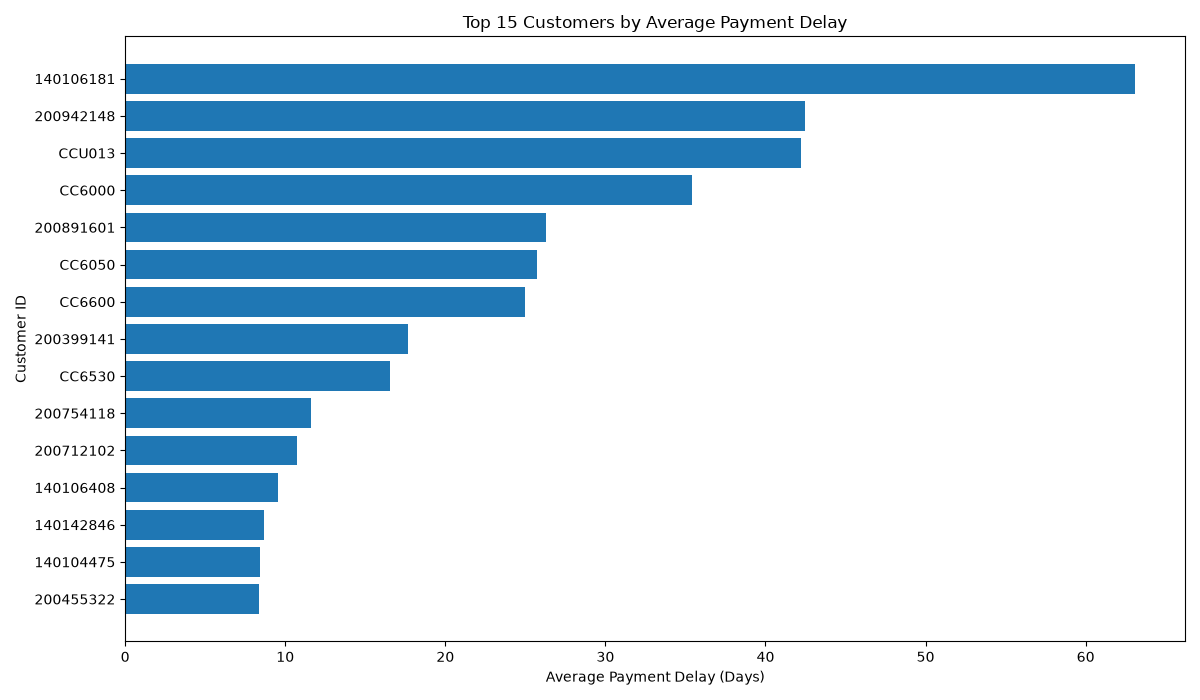 Top 15 Customers by Average Payment Delay
Customer ID
140106181
200942148
CCU013
CC6000
200891601
CC6050
CC6600
200399141
CC6530
200754118
200712102
140106408
140142846
140104475
200455322
0 10 20 30 40 50 60
Average Payment Delay (Days)